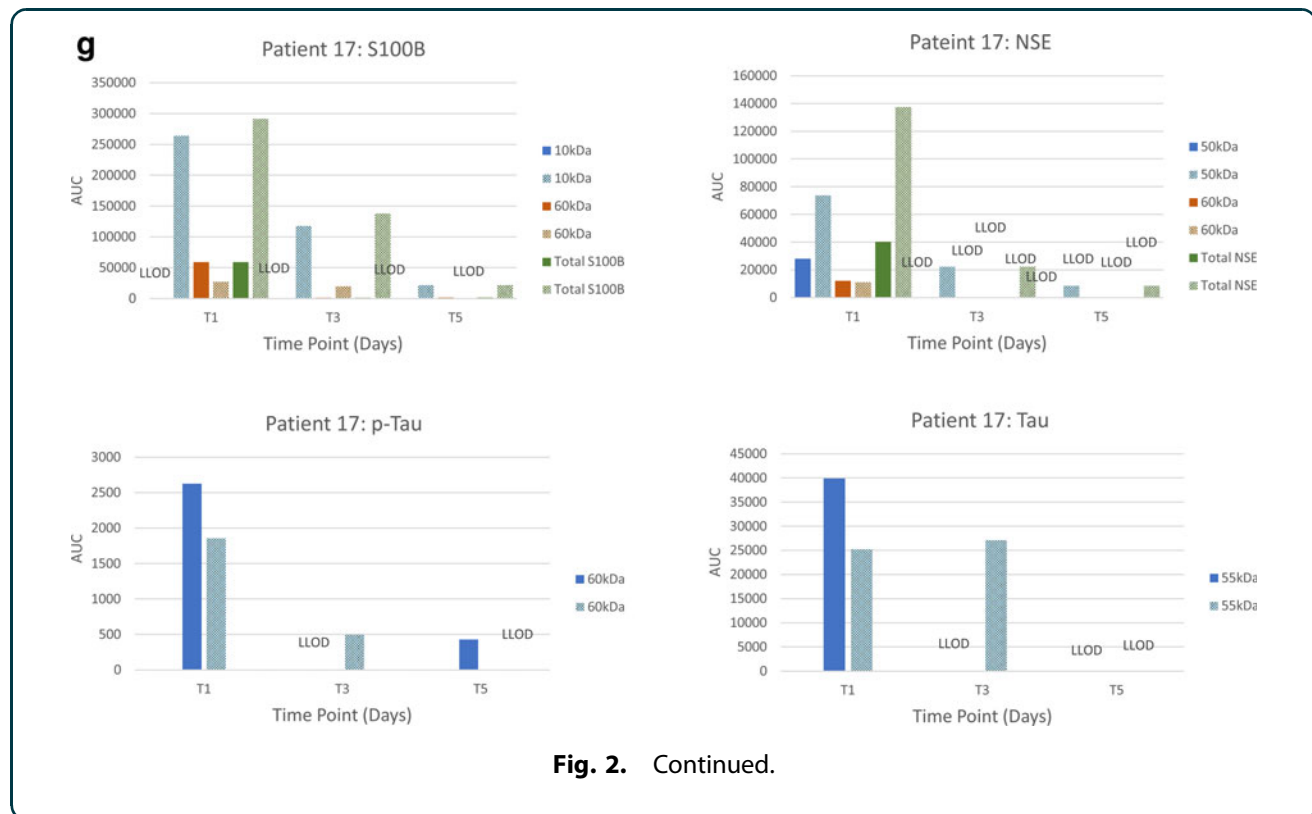 g
Patient 17: S100B
350000
300000
250000
200000
150000
100000
50000
0
AUC
LLOD
LLOD
LLOD
LLOD
T1
T3
T5
Time Point (Days)
10kDa
10kDa
60kDa
60kDa
Total S100B
Total S100B
Pateint 17: NSE
160000
140000
120000
100000
80000
60000
40000
20000
0
AUC
LLOD
LLOD
LLOD
LLOD
LLOD
LLOD
LLOD
LLOD
T1
T3
T5
Time Point (Days)
50kDa
50kDa
60kDa
60kDa
Total NSE
Total NSE
Patient 17: p-Tau
3000
2500
2000
1500
1000
500
0
AUC
LLOD
LLOD
T1
T3
T5
Time Point (Days)
60kDa
60kDa
Patient 17: Tau
45000
40000
35000
30000
25000
20000
15000
10000
5000
0
AUC
LLOD
LLOD
LLOD
T1
T3
T5
Time Point (Days)
55kDa
55kDa
Fig. 2. Continued.